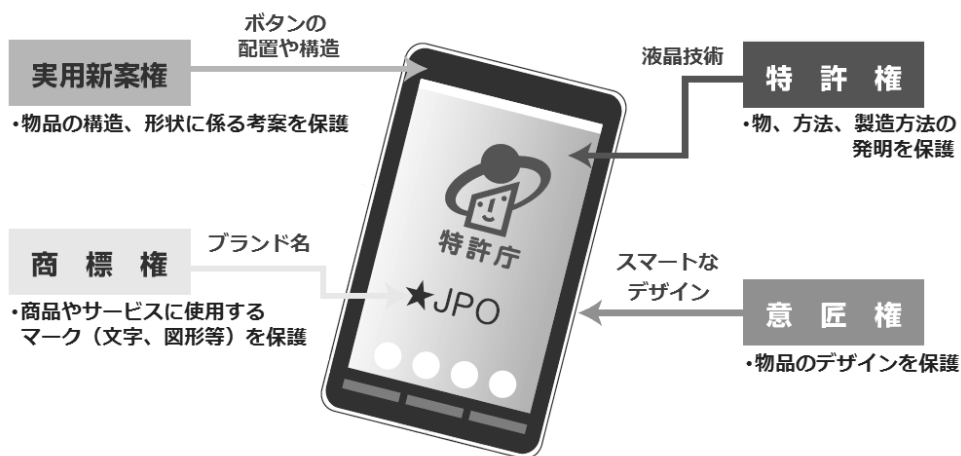 ボタンの
配置や構造
実用新案権
・物品の構造、形状に係る考案を保護
液晶技術
特許権
・物、方法、製造方法の
発明を保護
特許庁
★JPO
ブランド名
商標権
・商品やサービスに使用する
マーク（文字、図形等）を保護
スマートな
デザイン
意匠権
・物品のデザインを保護